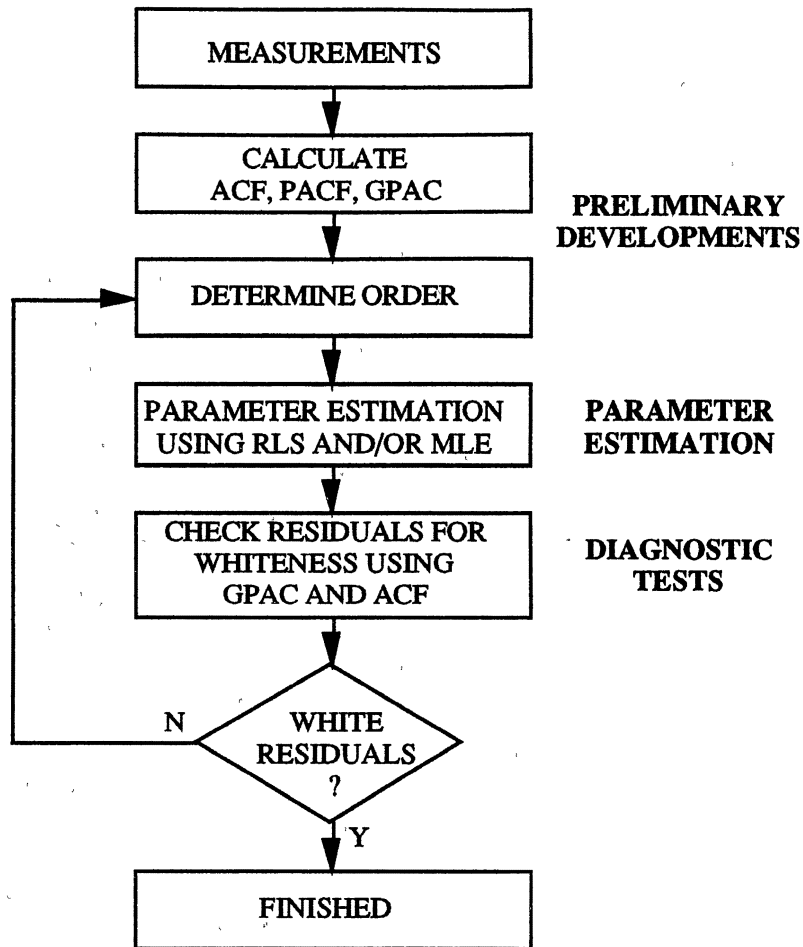 MEASUREMENTS
CALCULATE
ACF, PACF, GPAC
PRELIMINARY
DEVELOPMENTS
DETERMINE ORDER
PARAMETER ESTIMATION
USING RLS AND/OR MLE
PARAMETER
ESTIMATION
CHECK RESIDUALS FOR
WHITENESS USING
GPAC AND ACF
DIAGNOSTIC
TESTS
N
WHITE
RESIDUALS
?
Y
FINISHED